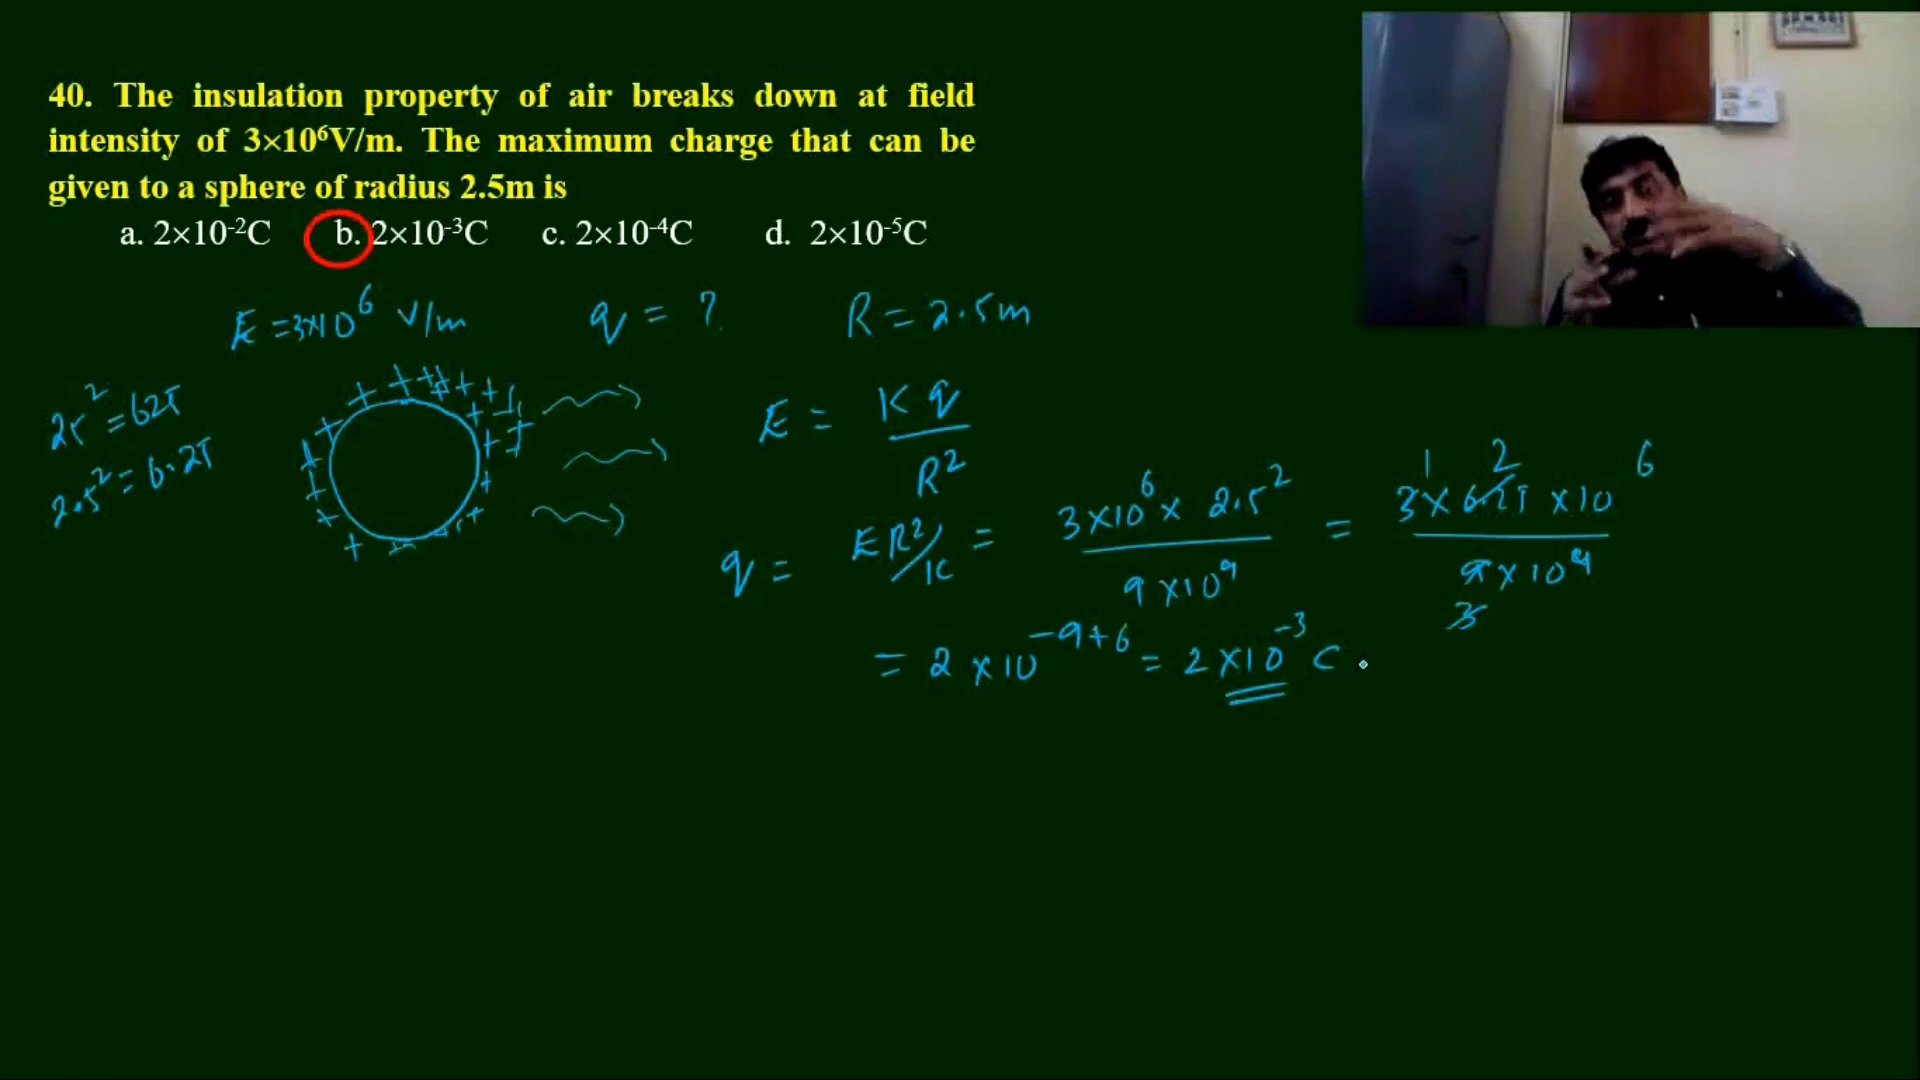 40. The insulation property of air breaks down at field
intensity of 3×10⁶V/m. The maximum charge that can be
given to a sphere of radius 2.5m is
a. 2×10⁻²C b. 2×10⁻³C c. 2×10⁻⁴C d. 2×10⁻⁵C
E = 3×10⁶ V/m q = ? R = 2.5m
25² = 625
2.5² = 6.25
E = Kq / R²
q = ER²/K = 3×10⁶ × 2.5² / 9×10⁹ = 3 × 6.25 × 10⁶ / 9×10⁹
1 2
3
= 2 × 10⁻⁹⁺⁶ = 2×10⁻³ C